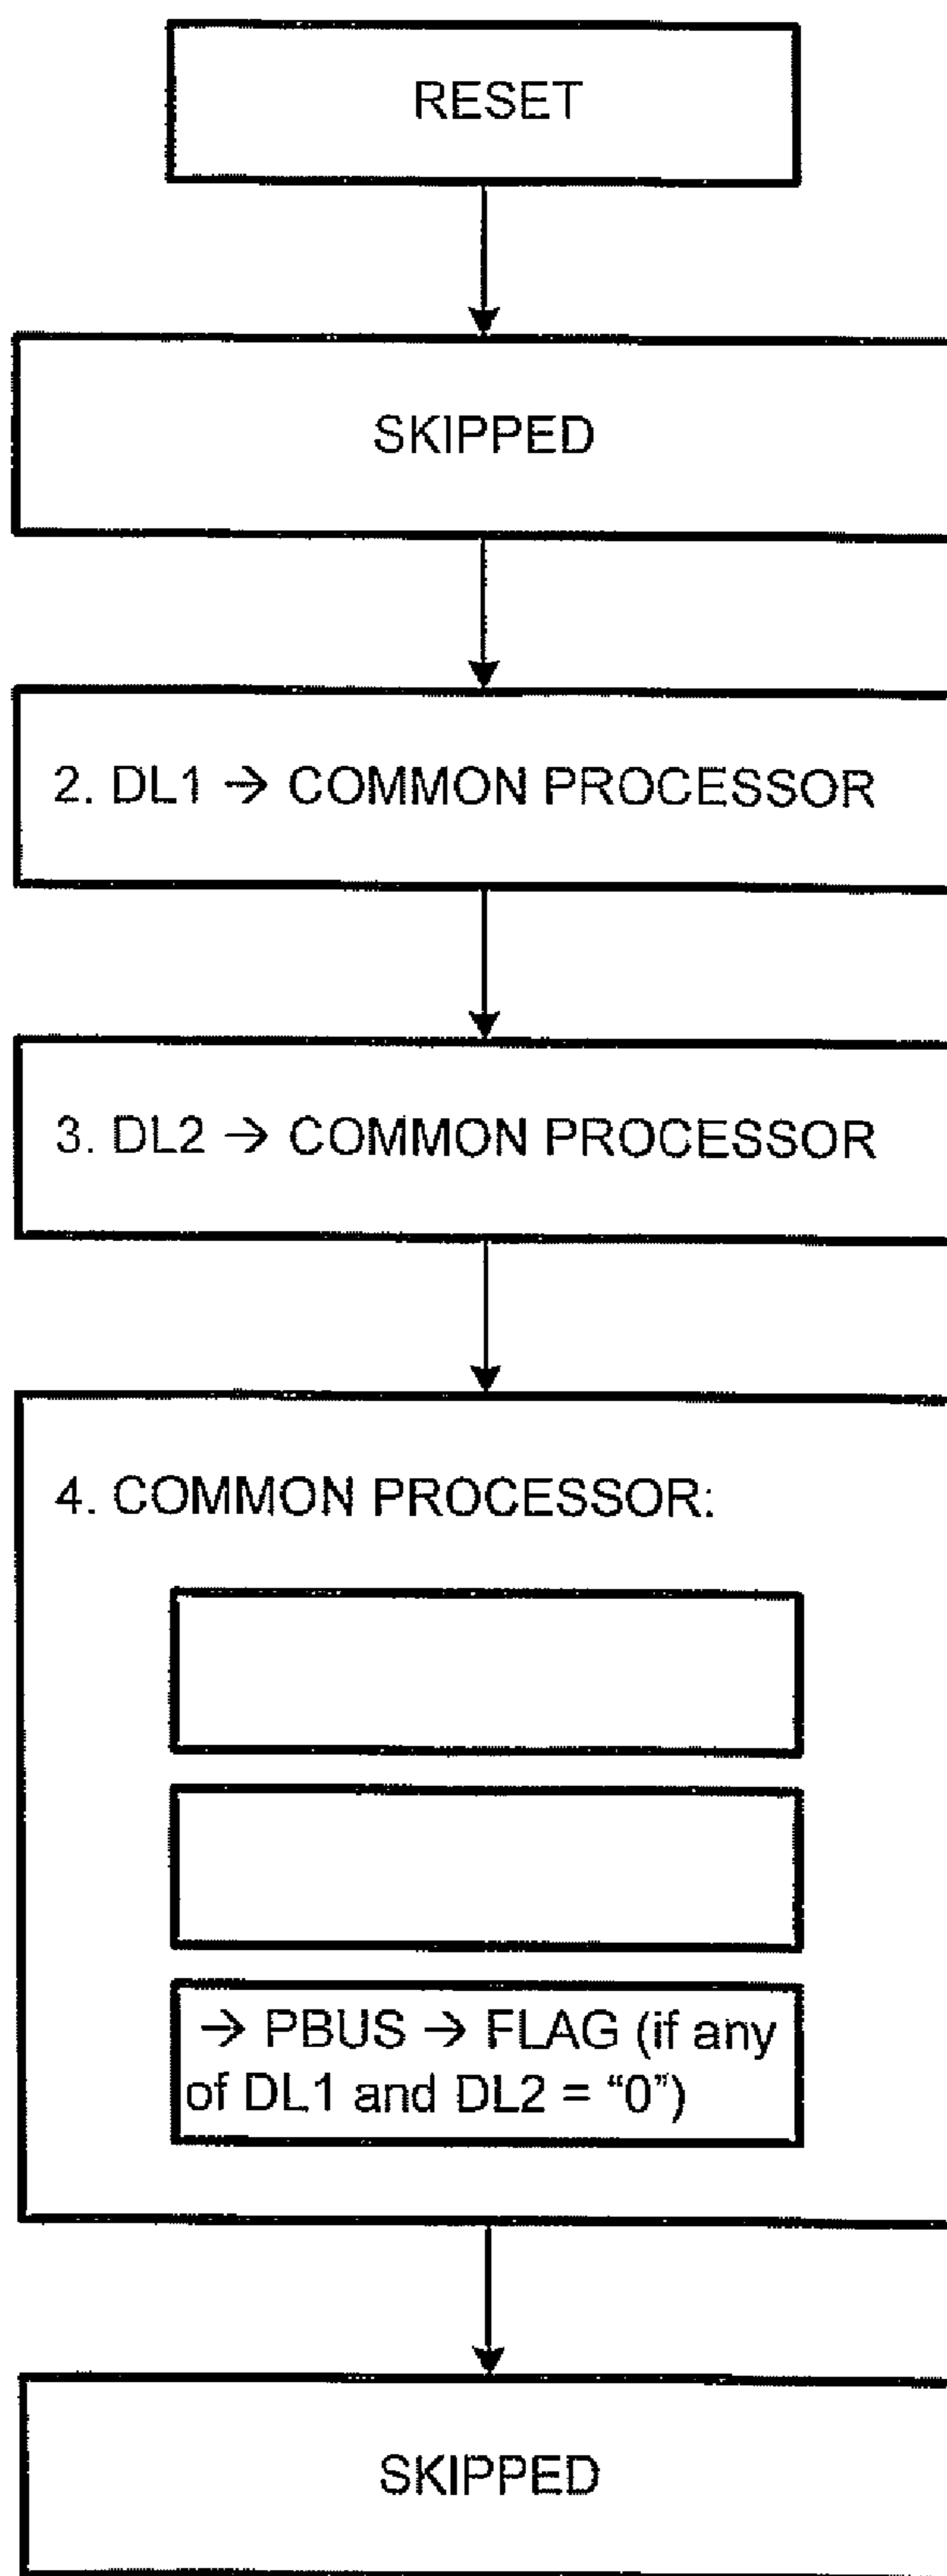 RESET
SKIPPED
2. DL1 → COMMON PROCESSOR
3. DL2 → COMMON PROCESSOR
4. COMMON PROCESSOR:
→ PBUS → FLAG (if any
of DL1 and DL2 = “0”)
SKIPPED